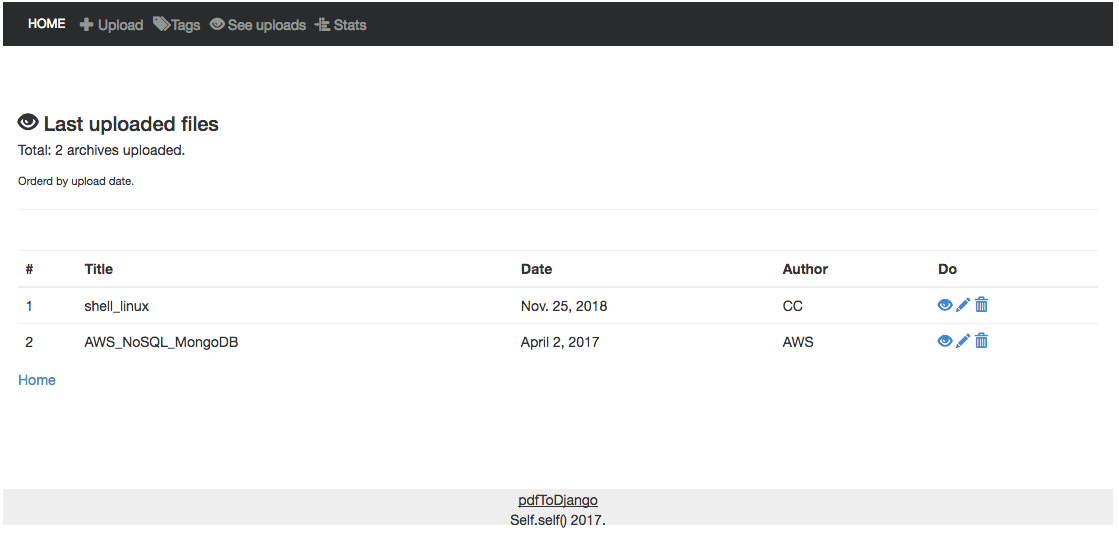 HOME Upload Tags See uploads Stats
Last uploaded files
Total: 2 archives uploaded.
Orderd by upload date.
# Title Date Author Do
1 shell_linux Nov. 25, 2018 CC
2 AWS_NoSQL_MongoDB April 2, 2017 AWS
Home
pdfToDjango
Self.self() 2017.